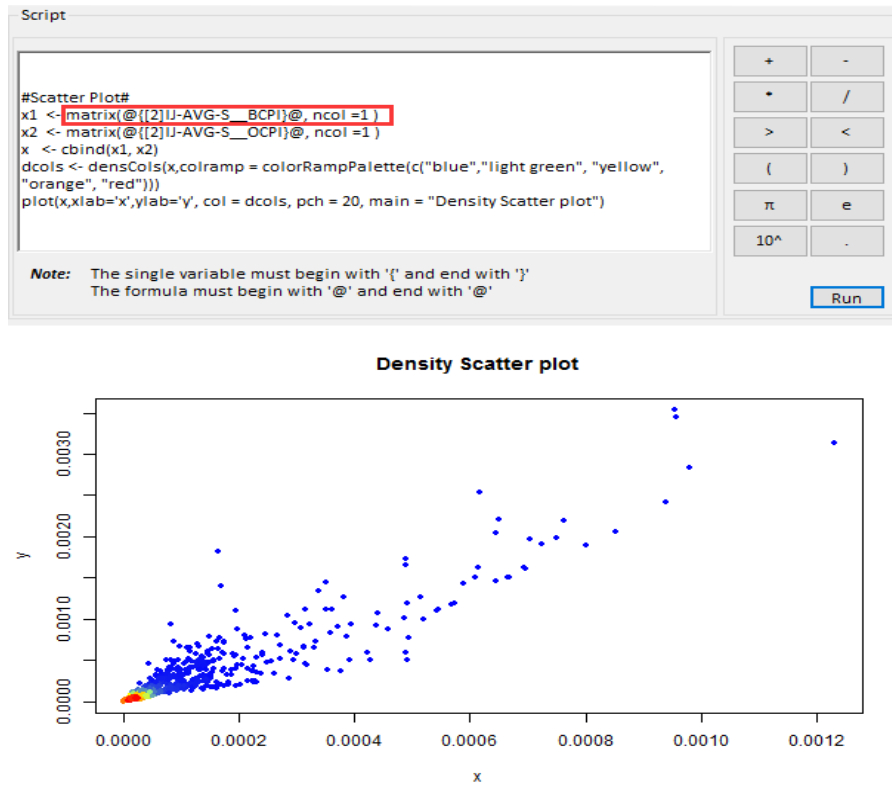 Script
#Scatter Plot#
x1 <- matrix(@{[2]IJ-AVG-S__BCPI}@, ncol =1 )
x2 <- matrix(@{[2]IJ-AVG-S__OCPI}@, ncol =1 )
x <- cbind(x1, x2)
dcols <- densCols(x,colramp = colorRampPalette(c("blue","light green", "yellow",
"orange", "red")))
plot(x,xlab='x',ylab='y', col = dcols, pch = 20, main = "Density Scatter plot")
+ -
* /
> <
( )
π e
10^ .
Note: The single variable must begin with '{' and end with '}'
The formula must begin with '@' and end with '@'
Run
Density Scatter plot
0.0030
0.0020
0.0010
0.0000
y
0.0000 0.0002 0.0004 0.0006 0.0008 0.0010 0.0012
x